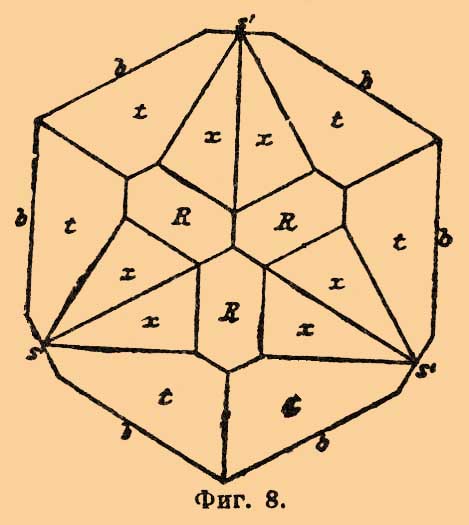 s'
b b
t x x t
R R
b t t b
x x
x R x
s s'
t t
b b
Фиг. 8.